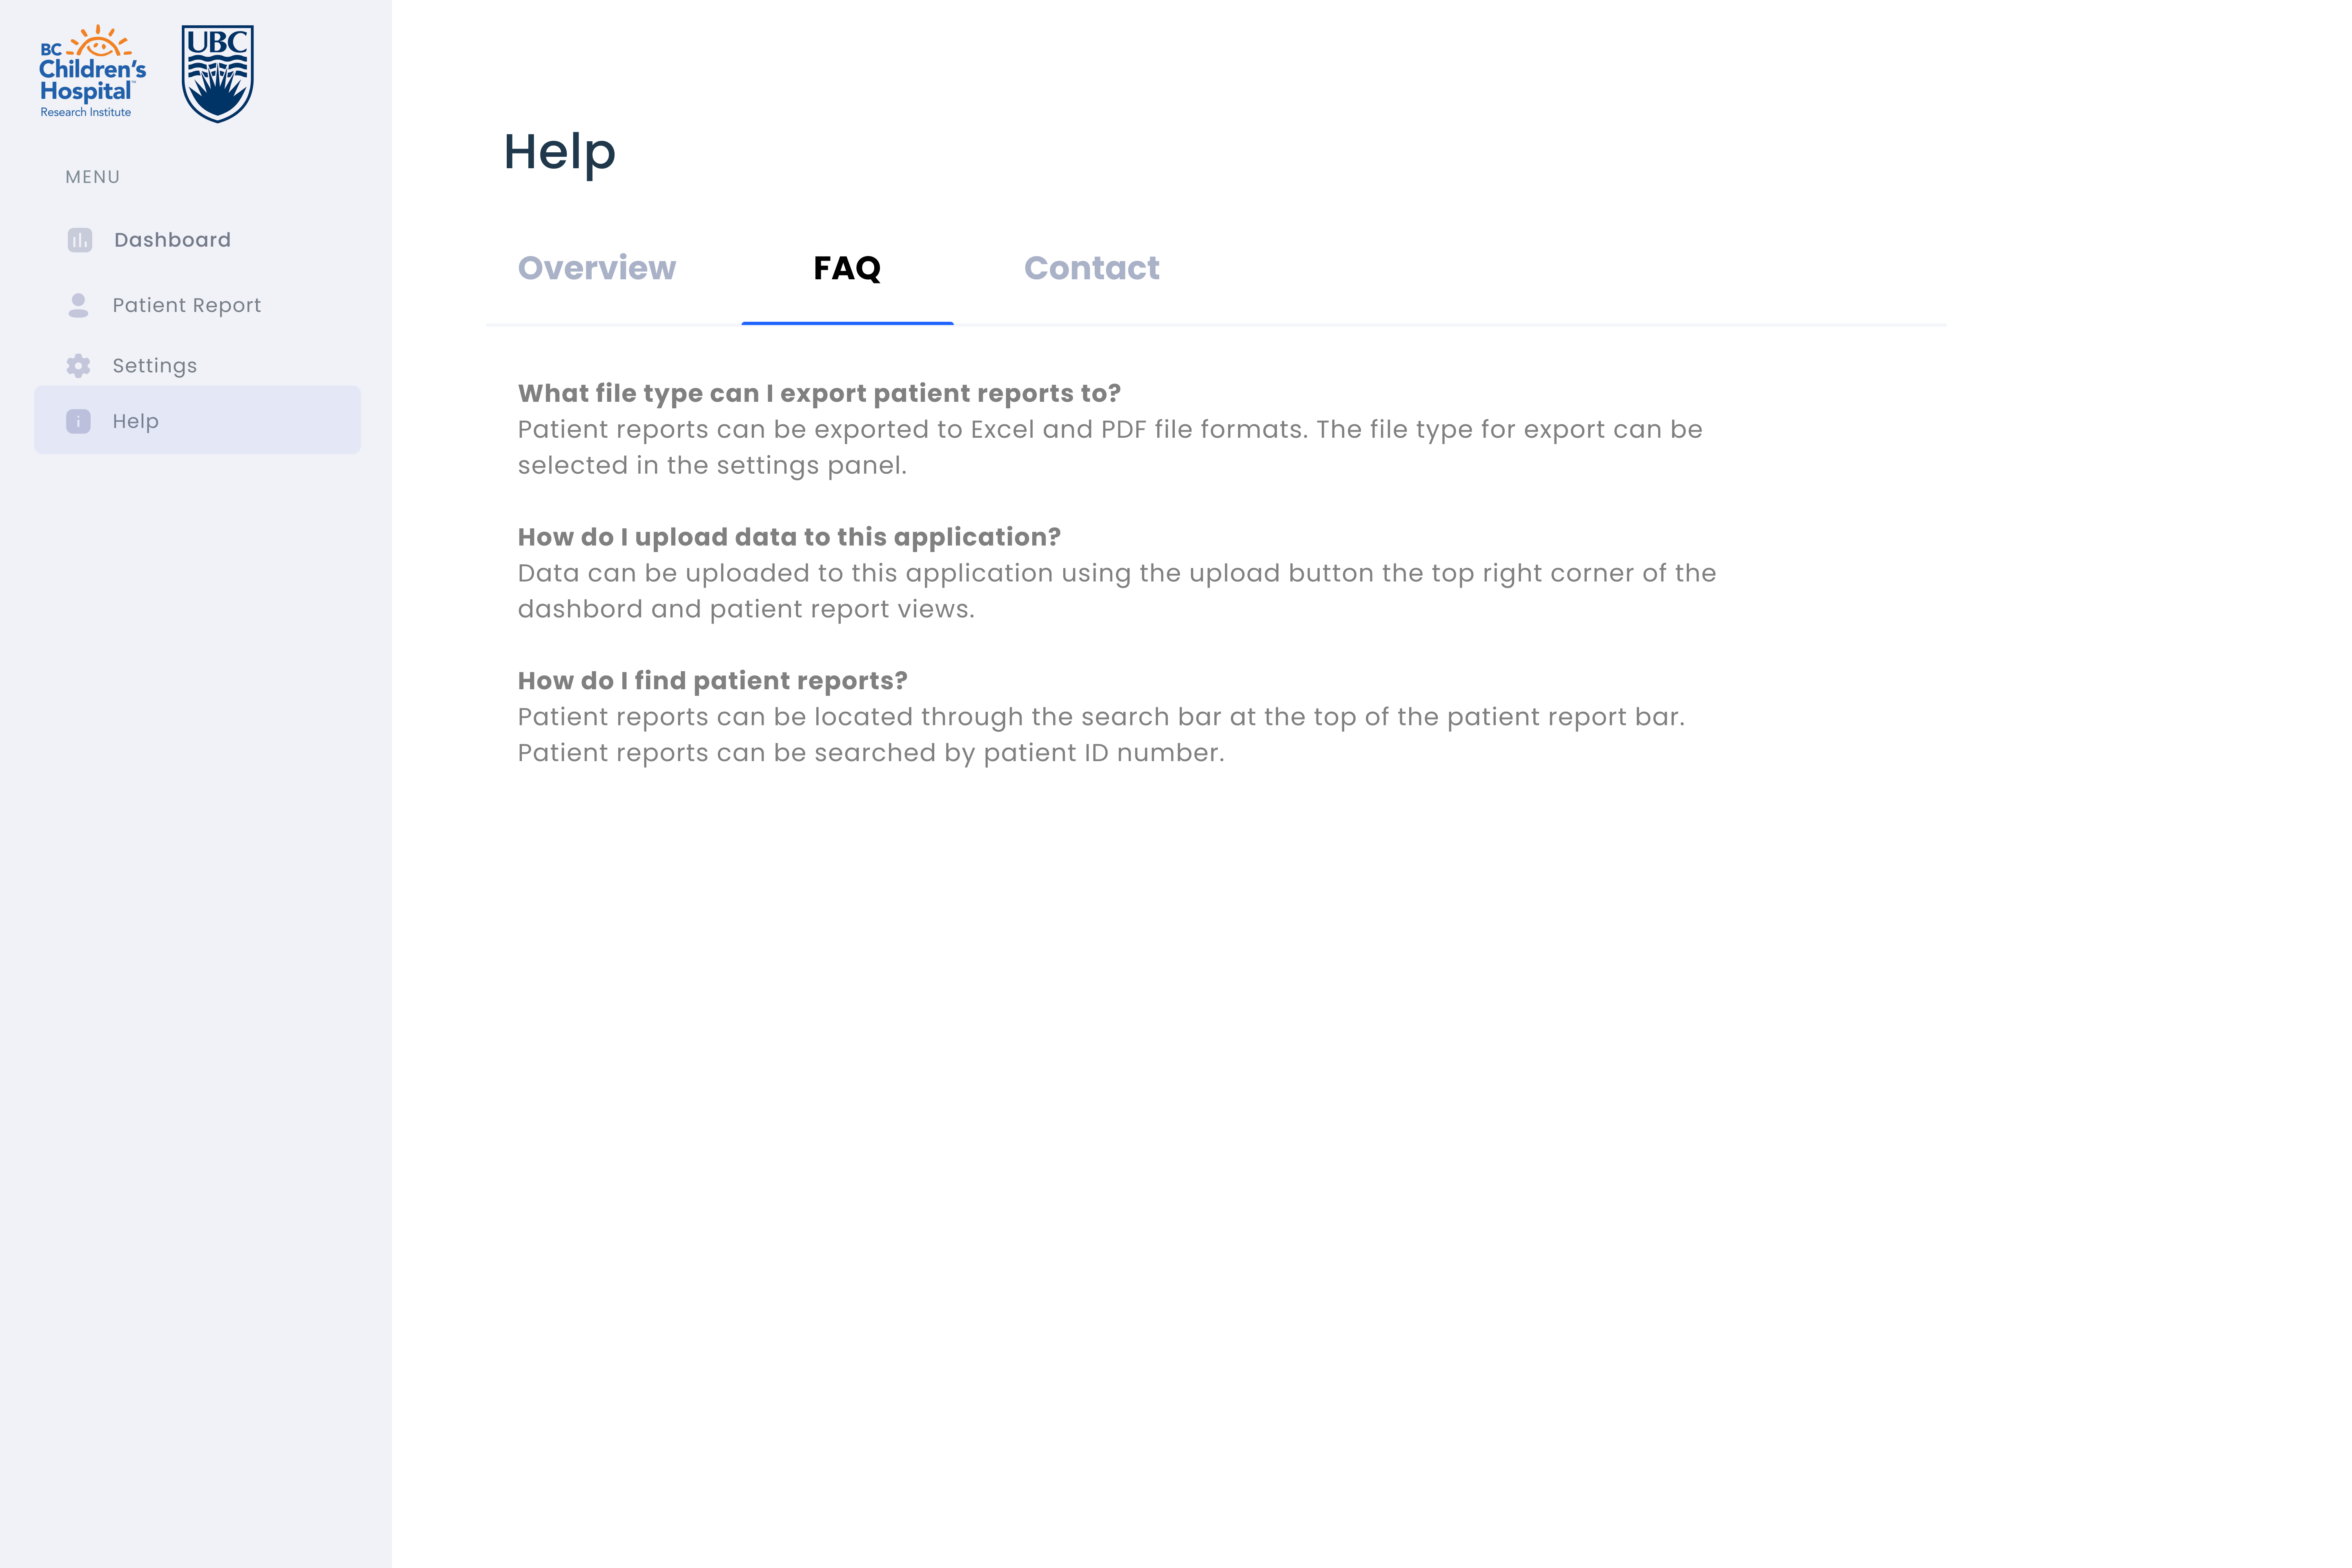 BC
Children's
Hospital™
Research Institute
UBC
MENU
Dashboard
Patient Report
Settings
Help
Help
Overview FAQ Contact
What file type can I export patient reports to?
Patient reports can be exported to Excel and PDF file formats. The file type for export can be
selected in the settings panel.
How do I upload data to this application?
Data can be uploaded to this application using the upload button the top right corner of the
dashbord and patient report views.
How do I find patient reports?
Patient reports can be located through the search bar at the top of the patient report bar.
Patient reports can be searched by patient ID number.